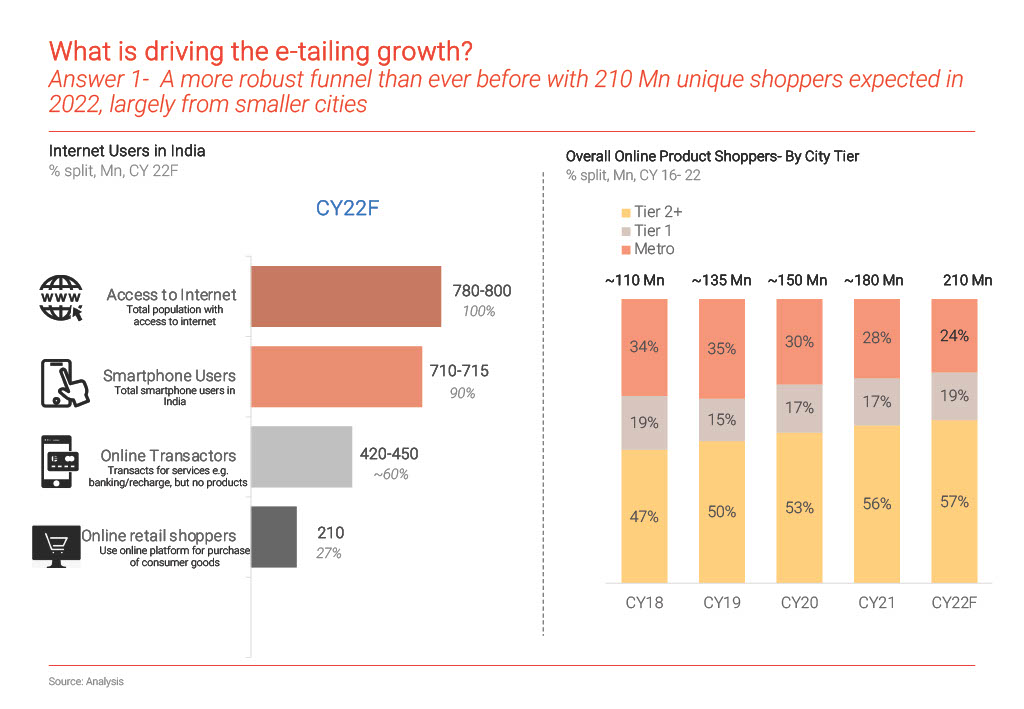 What is driving the e-tailing growth?
Answer 1-  A more robust funnel than ever before with 210 Mn unique shoppers expected in
2022, largely from smaller cities
Internet Users in India
% split, Mn, CY 22F
CY22F
www
Access to Internet
Total population with
access to internet
780-800
100%
Smartphone Users
Total smartphone users in
India
710-715
90%
Online Transactors
Transacts for services e.g.
banking/recharge, but no products
420-450
~60%
Online retail shoppers
Use online platform for purchase
of consumer goods
210
27%
Overall Online Product Shoppers- By City Tier
% split, Mn, CY 16- 22
Tier 2+
Tier 1
Metro
~110 Mn ~135 Mn ~150 Mn ~180 Mn 210 Mn
34% 35% 30% 28% 24%
19% 15% 17% 17% 19%
47% 50% 53% 56% 57%
CY18 CY19 CY20 CY21 CY22F
Source: Analysis